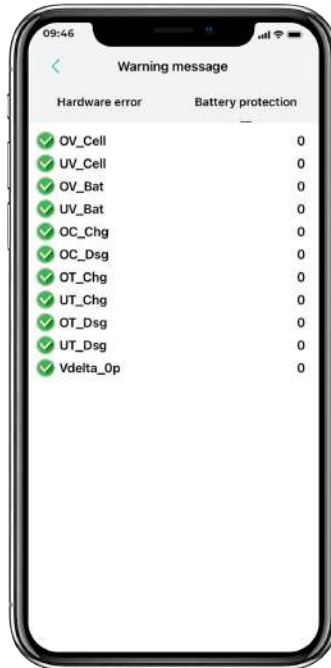 09:46
Warning message
Hardware error Battery protection
OV_Cell 0
UV_Cell 0
OV_Bat 0
UV_Bat 0
OC_Chg 0
OC_Dsg 0
OT_Chg 0
UT_Chg 0
OT_Dsg 0
UT_Dsg 0
Vdelta_0p 0